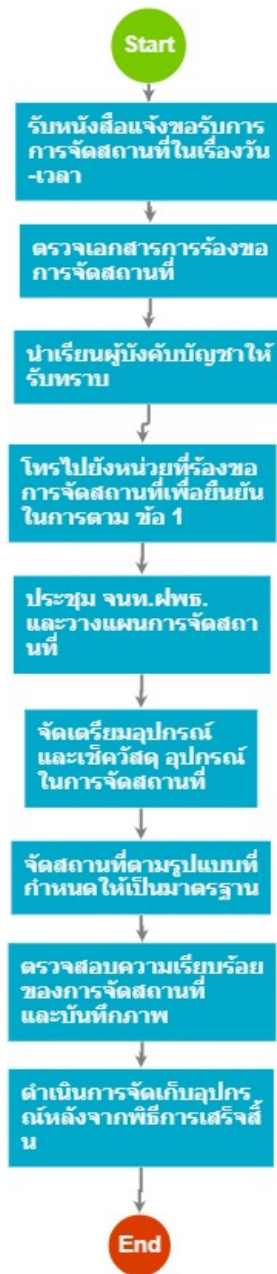 Start
รับหนังสือแจ้งขอรับการ
การจัดสถานที่ในเรื่องวัน
-เวลา
ตรวจเอกสารการร้องขอ
การจัดสถานที่
นำเรียนผู้บังคับบัญชาให้
รับทราบ
โทรไปยังหน่วยที่ร้องขอ
การจัดสถานที่เพื่อยืนยัน
ในการตาม ข้อ 1
ประชุม จนท.ฝพธ.
และวางแผนการจัดสถา
นที่
จัดเตรียมอุปกรณ์
และเช็ควัสดุ อุปกรณ์
ในการจัดสถานที่
จัดสถานที่ตามรูปแบบที่
กำหนดให้เป็นมาตรฐาน
ตรวจสอบความเรียบร้อย
ของการจัดสถานที่
และบันทึกภาพ
ดำเนินการจัดเก็บอุปกร
ณ์หลังจากพิธีการเสร็จสิ้
น
End